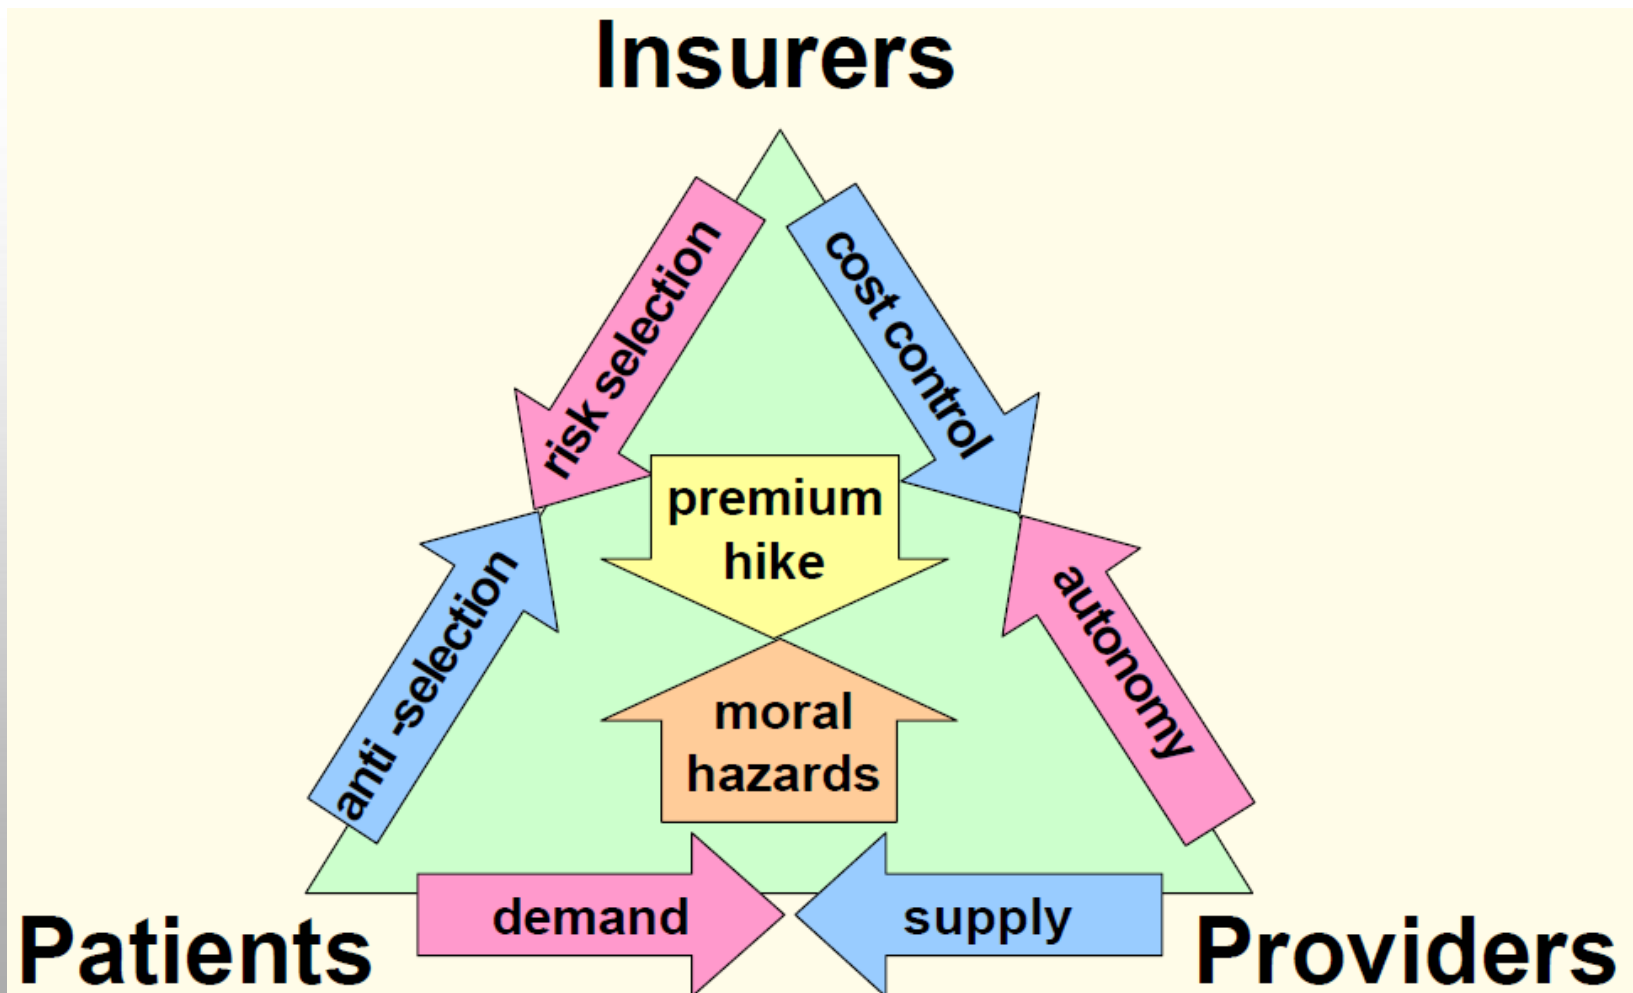 Insurers
risk selection
cost control
premium
hike
anti -selection
autonomy
moral
hazards
demand
supply
Patients
Providers